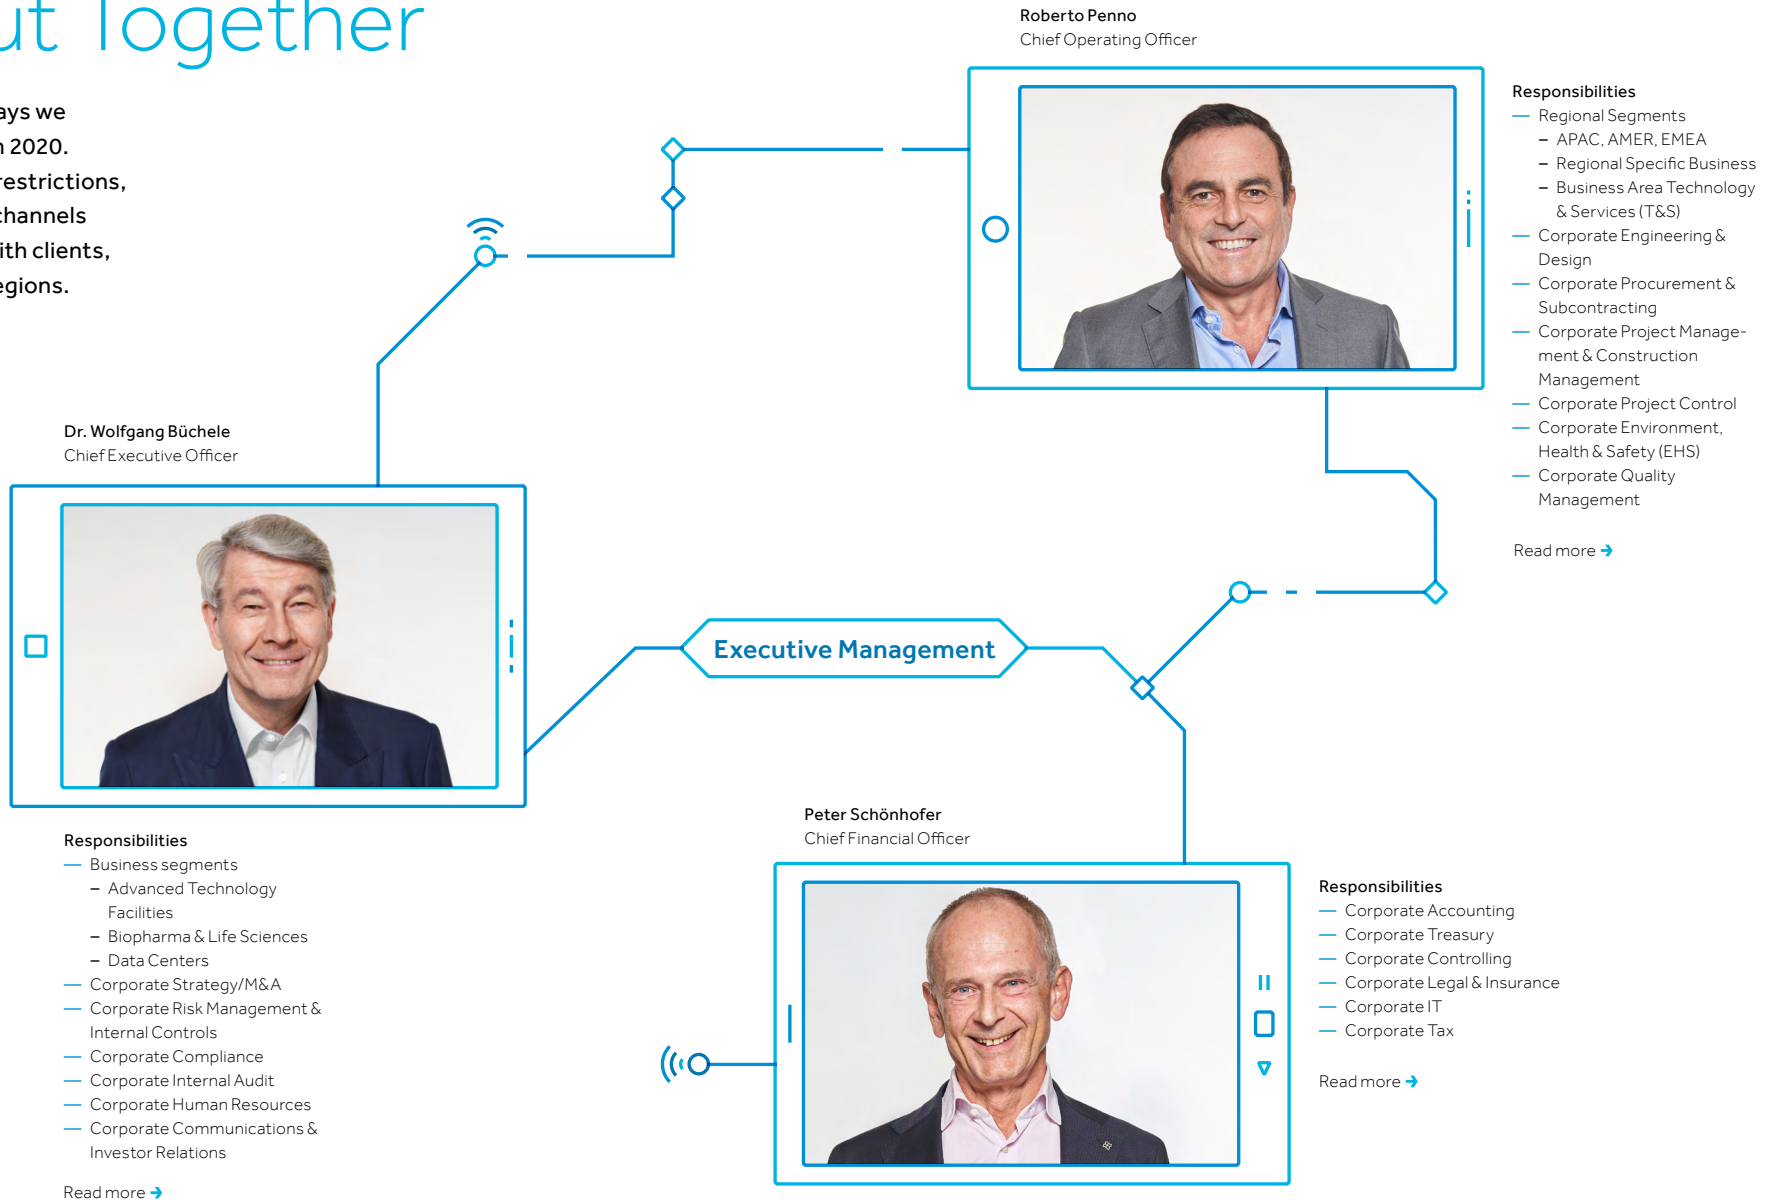 ut Together
ays we
n 2020.
restrictions,
channels
ith clients,
egions.
Roberto Penno
Chief Operating Officer
Responsibilities
— Regional Segments
– APAC, AMER, EMEA
– Regional Specific Business
– Business Area Technology
& Services (T&S)
— Corporate Engineering &
Design
— Corporate Procurement &
Subcontracting
— Corporate Project Manage-
ment & Construction
Management
— Corporate Project Control
— Corporate Environment,
Health & Safety (EHS)
— Corporate Quality
Management
Read more →
Dr. Wolfgang Büchele
Chief Executive Officer
Responsibilities
— Business segments
– Advanced Technology
Facilities
– Biopharma & Life Sciences
– Data Centers
— Corporate Strategy/M&A
— Corporate Risk Management &
Internal Controls
— Corporate Compliance
— Corporate Internal Audit
— Corporate Human Resources
— Corporate Communications &
Investor Relations
Read more →
Executive Management
Peter Schönhofer
Chief Financial Officer
Responsibilities
— Corporate Accounting
— Corporate Treasury
— Corporate Controlling
— Corporate Legal & Insurance
— Corporate IT
— Corporate Tax
Read more →